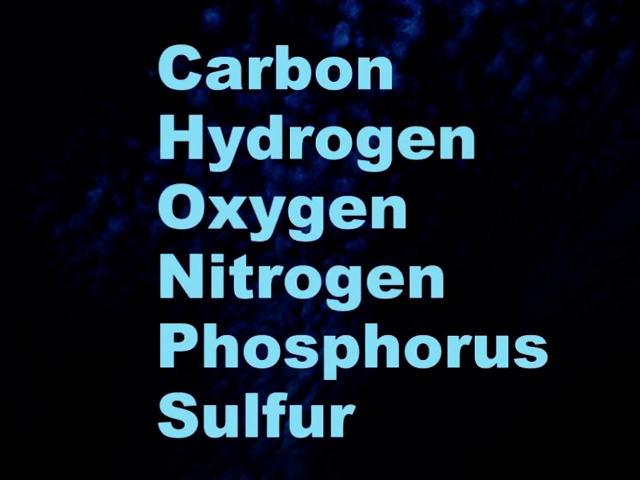 Carbon
Hydrogen
Oxygen
Nitrogen
Phosphorus
Sulfur